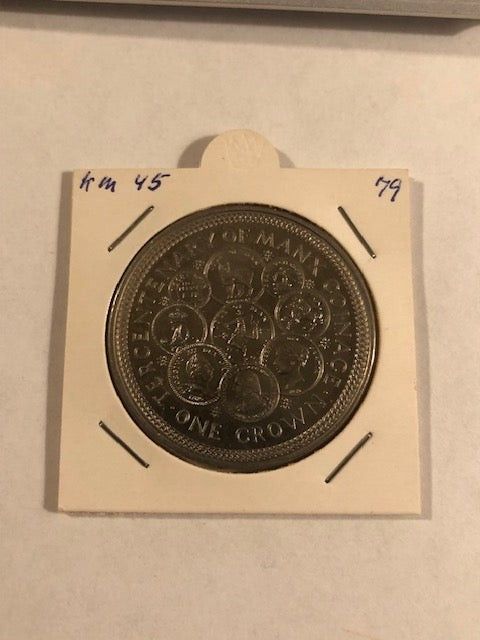 km 45
79
TERCENTENARY OF MANX COINAGE
· ONE CROWN ·